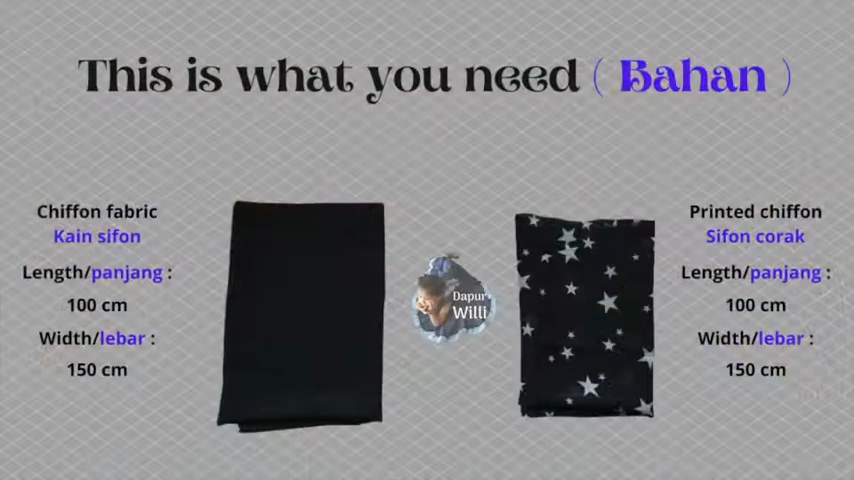 This is what you need ( Bahan )
Chiffon fabric
Kain sifon
Length/panjang :
100 cm
Width/lebar :
150 cm
Dapur
Willi
Printed chiffon
Sifon corak
Length/panjang :
100 cm
Width/lebar :
150 cm